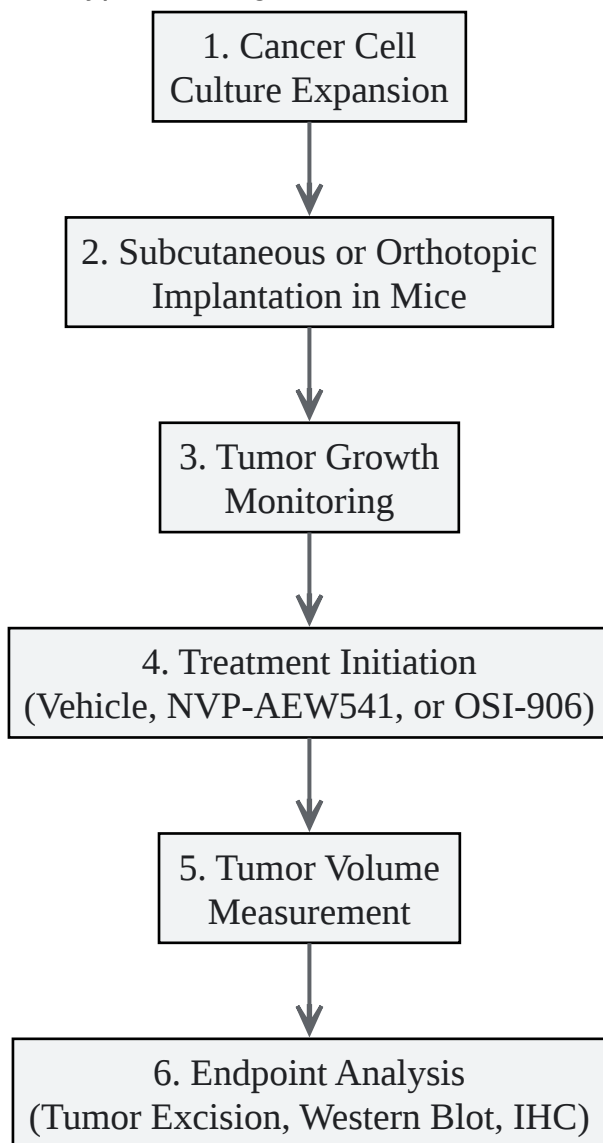 1. Cancer Cell
Culture Expansion
2. Subcutaneous or Orthotopic
Implantation in Mice
3. Tumor Growth
Monitoring
4. Treatment Initiation
(Vehicle, NVP-AEW541, or OSI-906)
5. Tumor Volume
Measurement
6. Endpoint Analysis
(Tumor Excision, Western Blot, IHC)